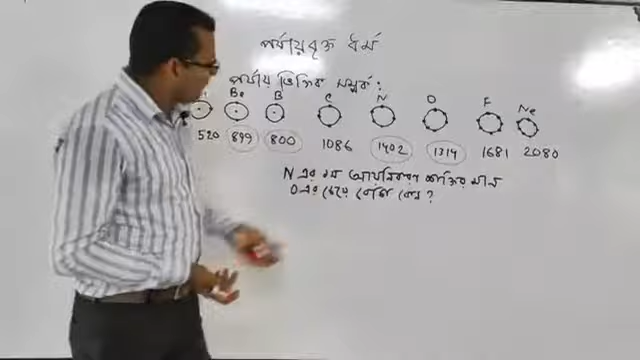 পর্যায়বৃত্ত ধর্ম
পর্যায় ভিত্তিক সম্পর্ক :
Be B C N O F Ne
520 899 800 1086 1402 1314 1681 2080
N এর ১ম আয়নিকরণ শক্তির মান
O এর চেয়ে বেশি কেন ?